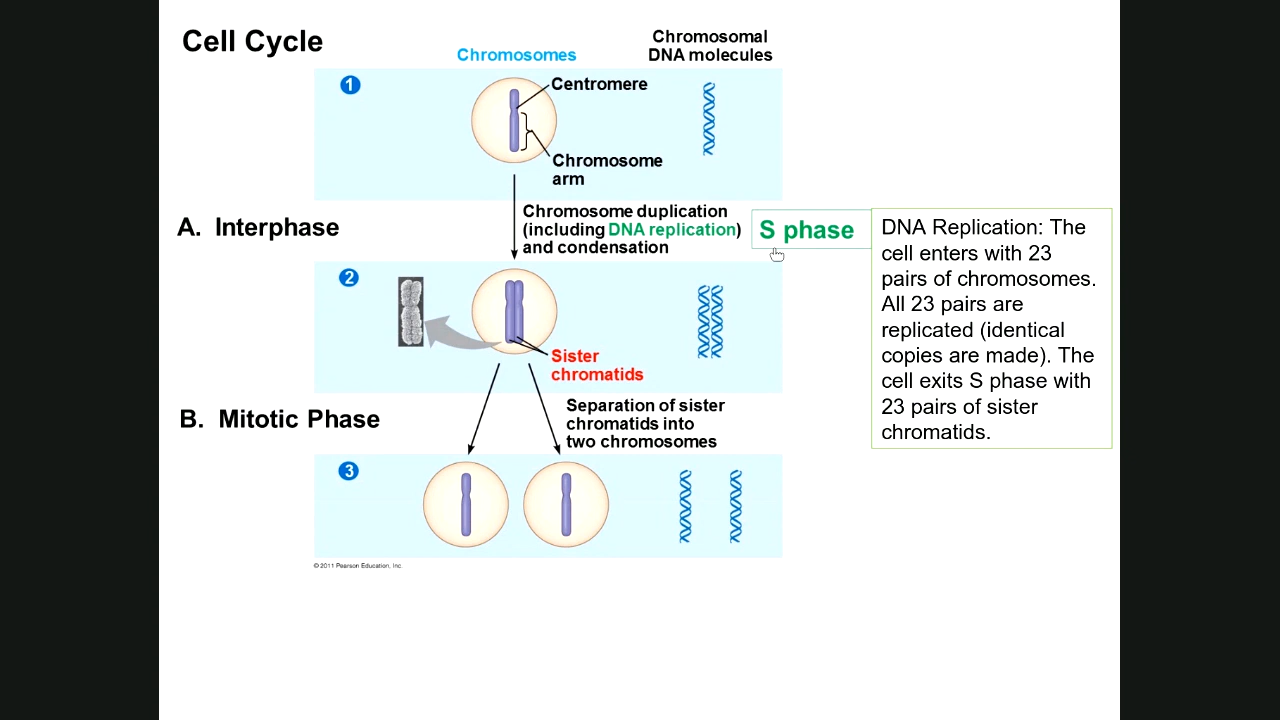 Cell Cycle
Chromosomes
Chromosomal
DNA molecules
1
Centromere
Chromosome
arm
A. Interphase
Chromosome duplication
(including DNA replication)
and condensation
S phase
DNA Replication: The
cell enters with 23
pairs of chromosomes.
All 23 pairs are
replicated (identical
copies are made). The
cell exits S phase with
23 pairs of sister
chromatids.
2
Sister
chromatids
B. Mitotic Phase
Separation of sister
chromatids into
two chromosomes
3
© 2011 Pearson Education, Inc.